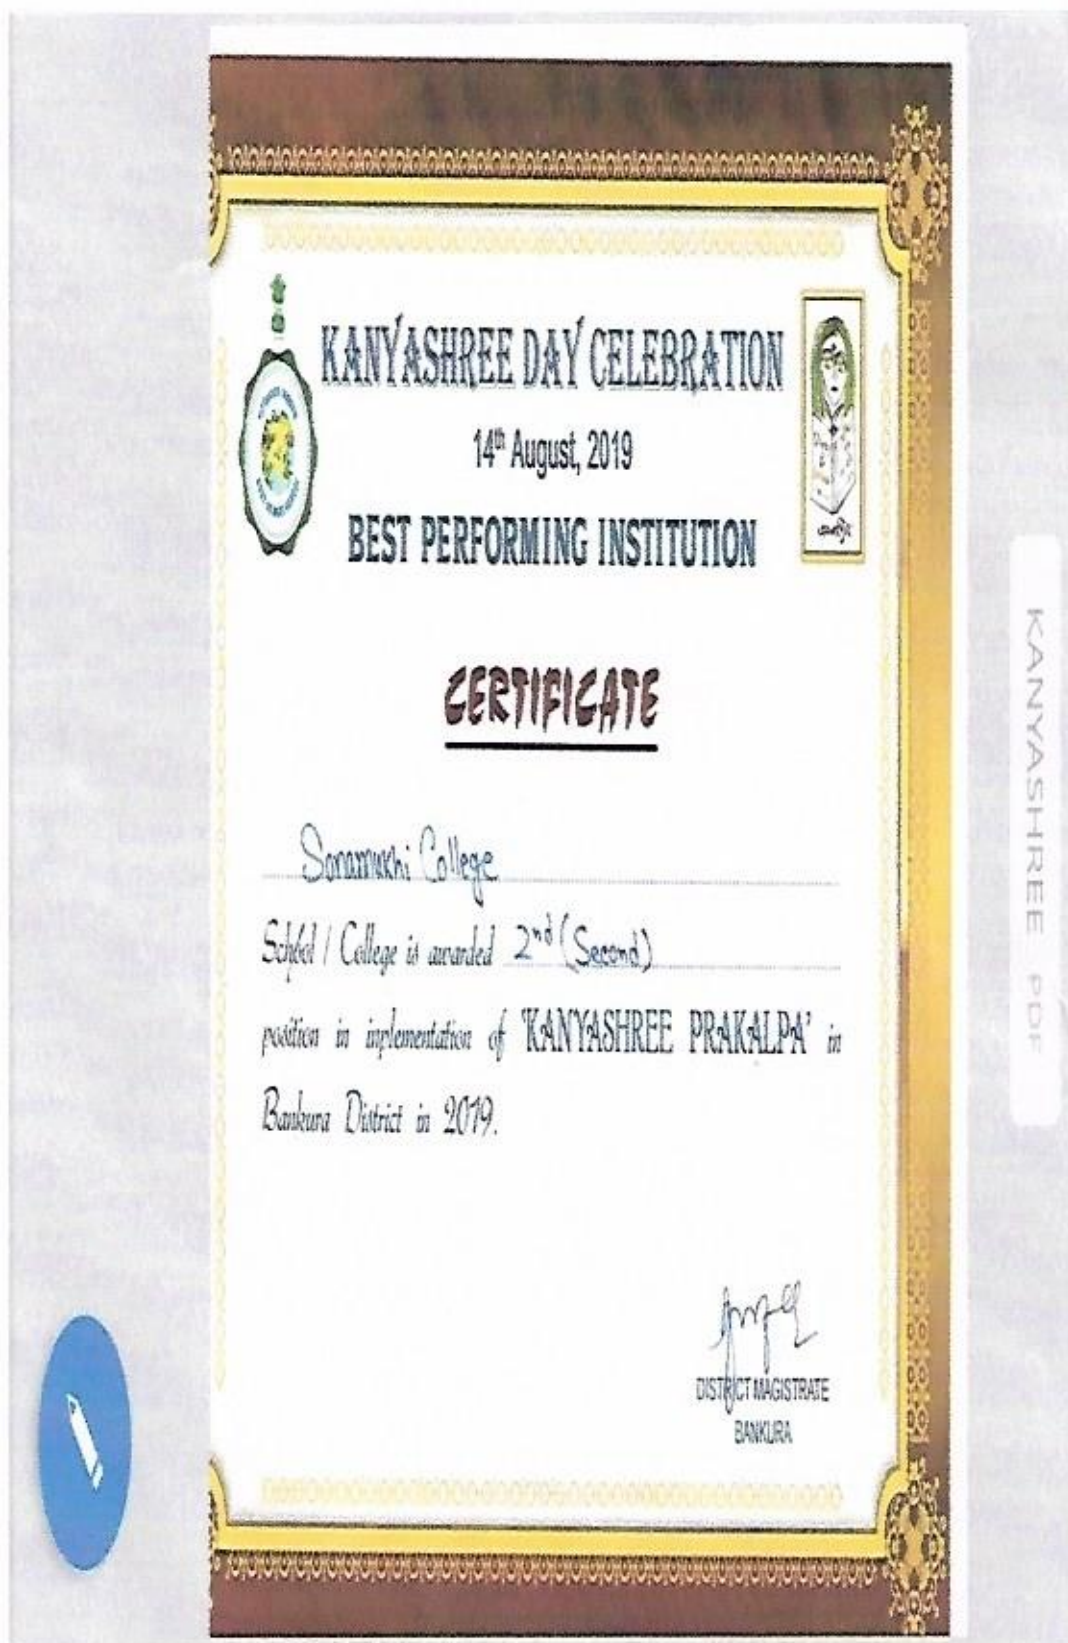 KANYASHREE DAY CELEBRATION
14th August, 2019
BEST PERFORMING INSTITUTION
CERTIFICATE
Sonamukhi College
School / College is awarded 2nd (Second)
position in inplementation of 'KANYASHREE PRAKALPA' in
Bankura District in 2019.
DISTRICT MAGISTRATE
BANKURA
KANYASHREE PDF